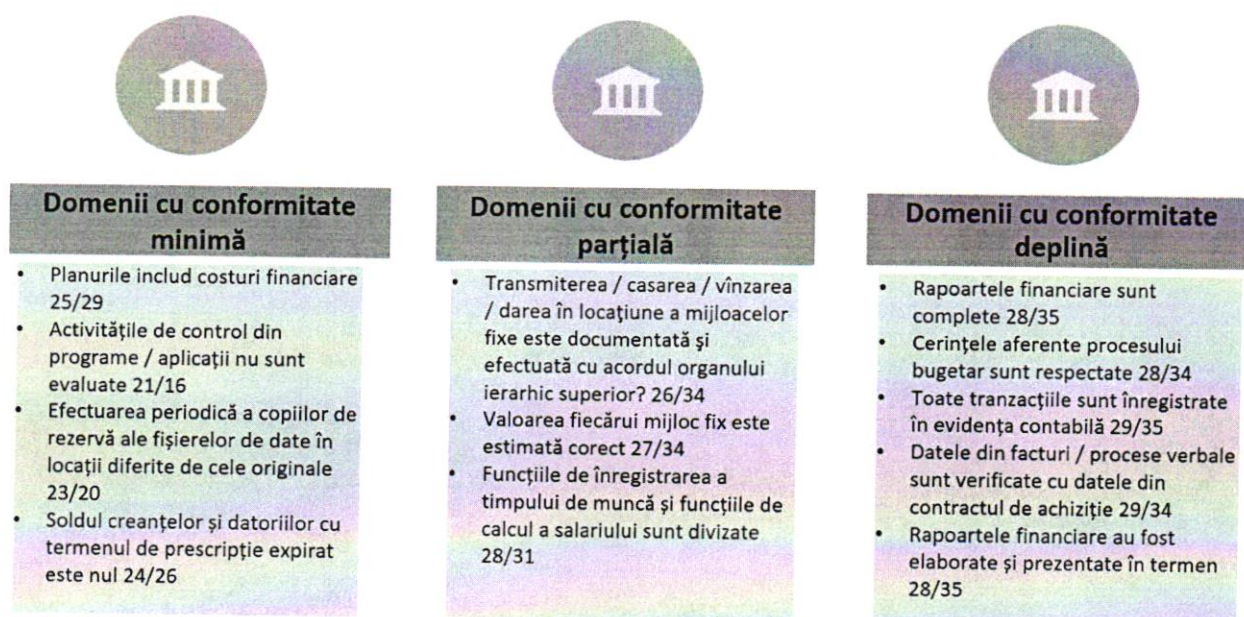 Domenii cu conformitate
minimă
• Planurile includ costuri financiare
25/29
• Activitățile de control din
programe / aplicații nu sunt
evaluate 21/16
• Efectuarea periodică a copiilor de
rezervă ale fișierelor de date în
locații diferite de cele originale
23/20
• Soldul creanțelor și datoriilor cu
termenul de prescripție expirat
este nul 24/26
Domenii cu conformitate
parțială
• Transmiterea / casarea / vînzarea
/ darea în locațiune a mijloacelor
fixe este documentată și
efectuată cu acordul organului
ierarhic superior? 26/34
• Valoarea fiecărui mijloc fix este
estimată corect 27/34
• Funcțiile de înregistrarea a
timpului de muncă și funcțiile de
calcul a salariului sunt divizate
28/31
Domenii cu conformitate
deplină
• Rapoartele financiare sunt
complete 28/35
• Cerințele aferente procesului
bugetar sunt respectate 28/34
• Toate tranzacțiile sunt înregistrate
în evidența contabilă 29/35
• Datele din facturi / procese verbale
sunt verificate cu datele din
contractul de achiziție 29/34
• Rapoartele financiare au fost
elaborate și prezentate în termen
28/35